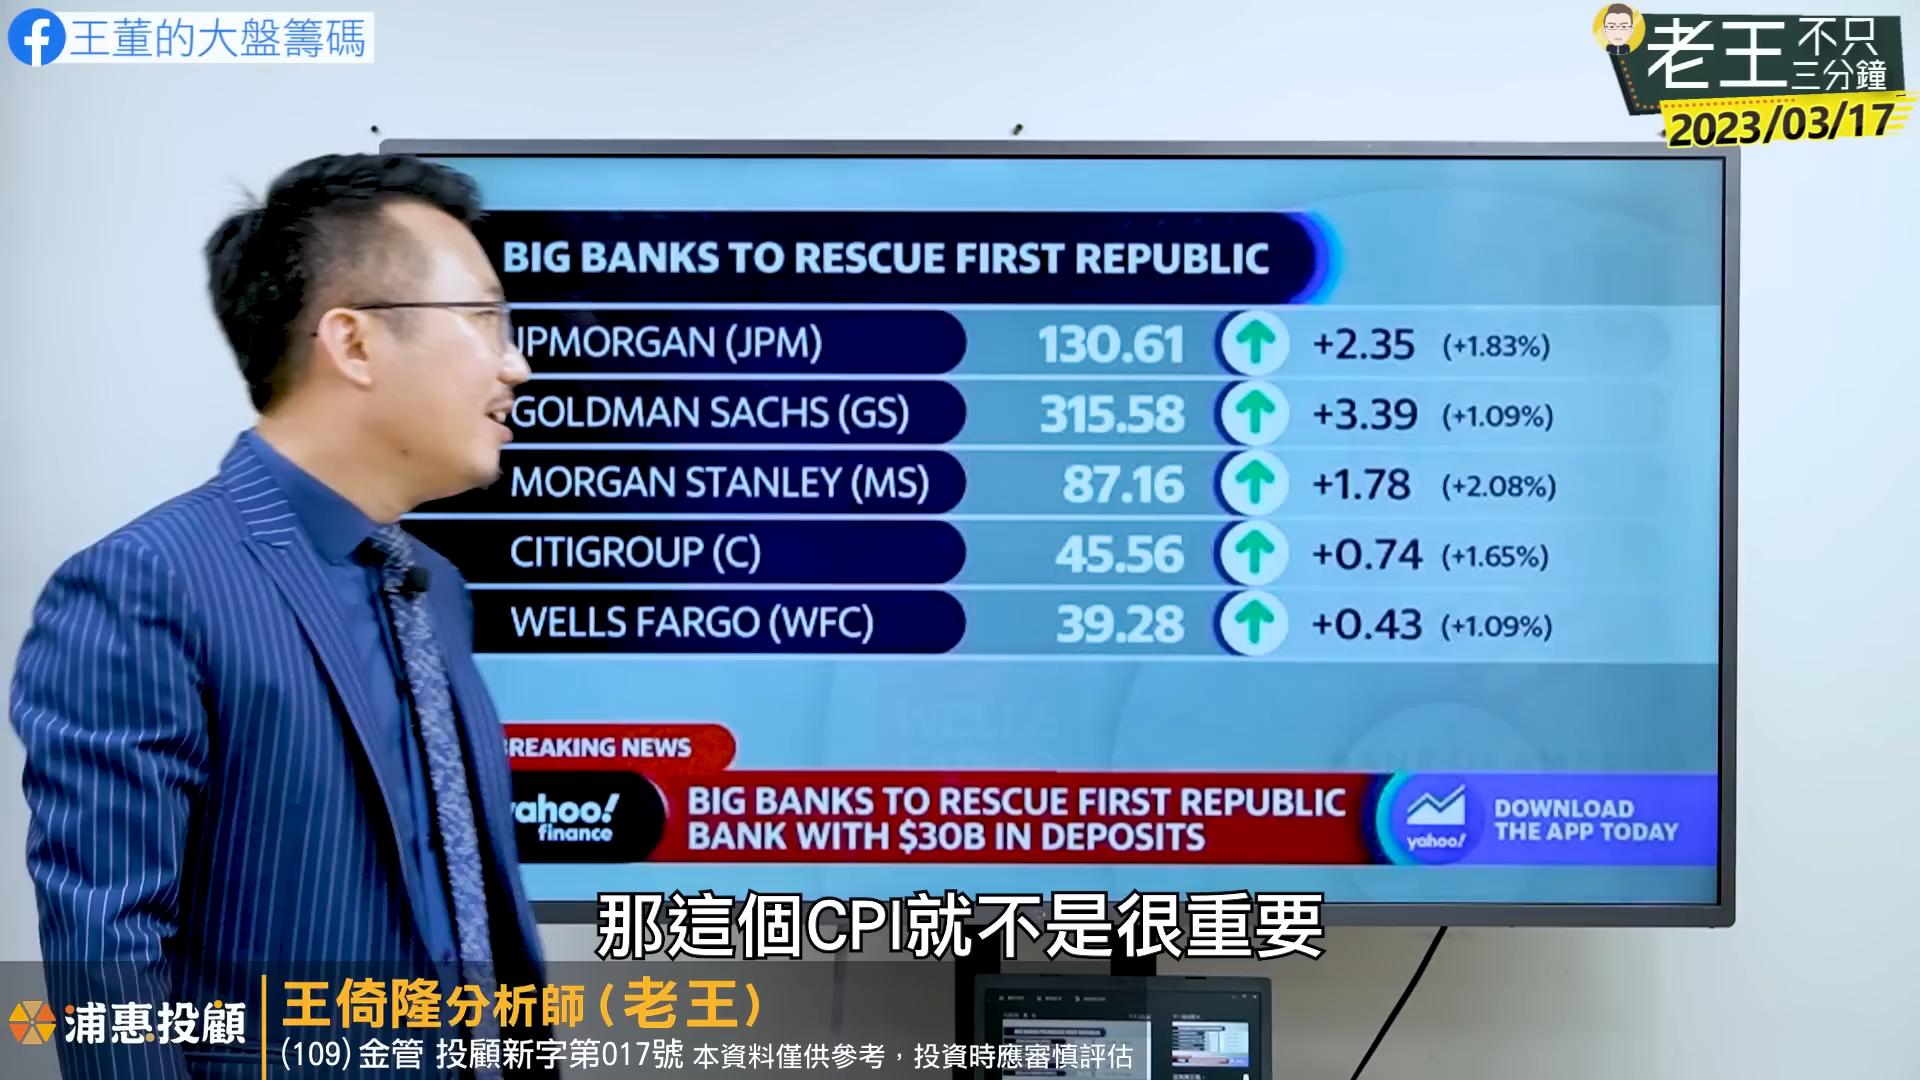 王董的大盤籌碼
老王 不只三分鐘
2023/03/17
BIG BANKS TO RESCUE FIRST REPUBLIC
JPMORGAN (JPM) 130.61 +2.35 (+1.83%)
GOLDMAN SACHS (GS) 315.58 +3.39 (+1.09%)
MORGAN STANLEY (MS) 87.16 +1.78 (+2.08%)
CITIGROUP (C) 45.56 +0.74 (+1.65%)
WELLS FARGO (WFC) 39.28 +0.43 (+1.09%)
BREAKING NEWS
yahoo!
finance
BIG BANKS TO RESCUE FIRST REPUBLIC
BANK WITH $30B IN DEPOSITS
yahoo!
DOWNLOAD
THE APP TODAY
那這個CPI就不是很重要
浦惠投顧
王倚隆分析師(老王)
(109)金管 投顧新字第017號 本資料僅供參考，投資時應審慎評估